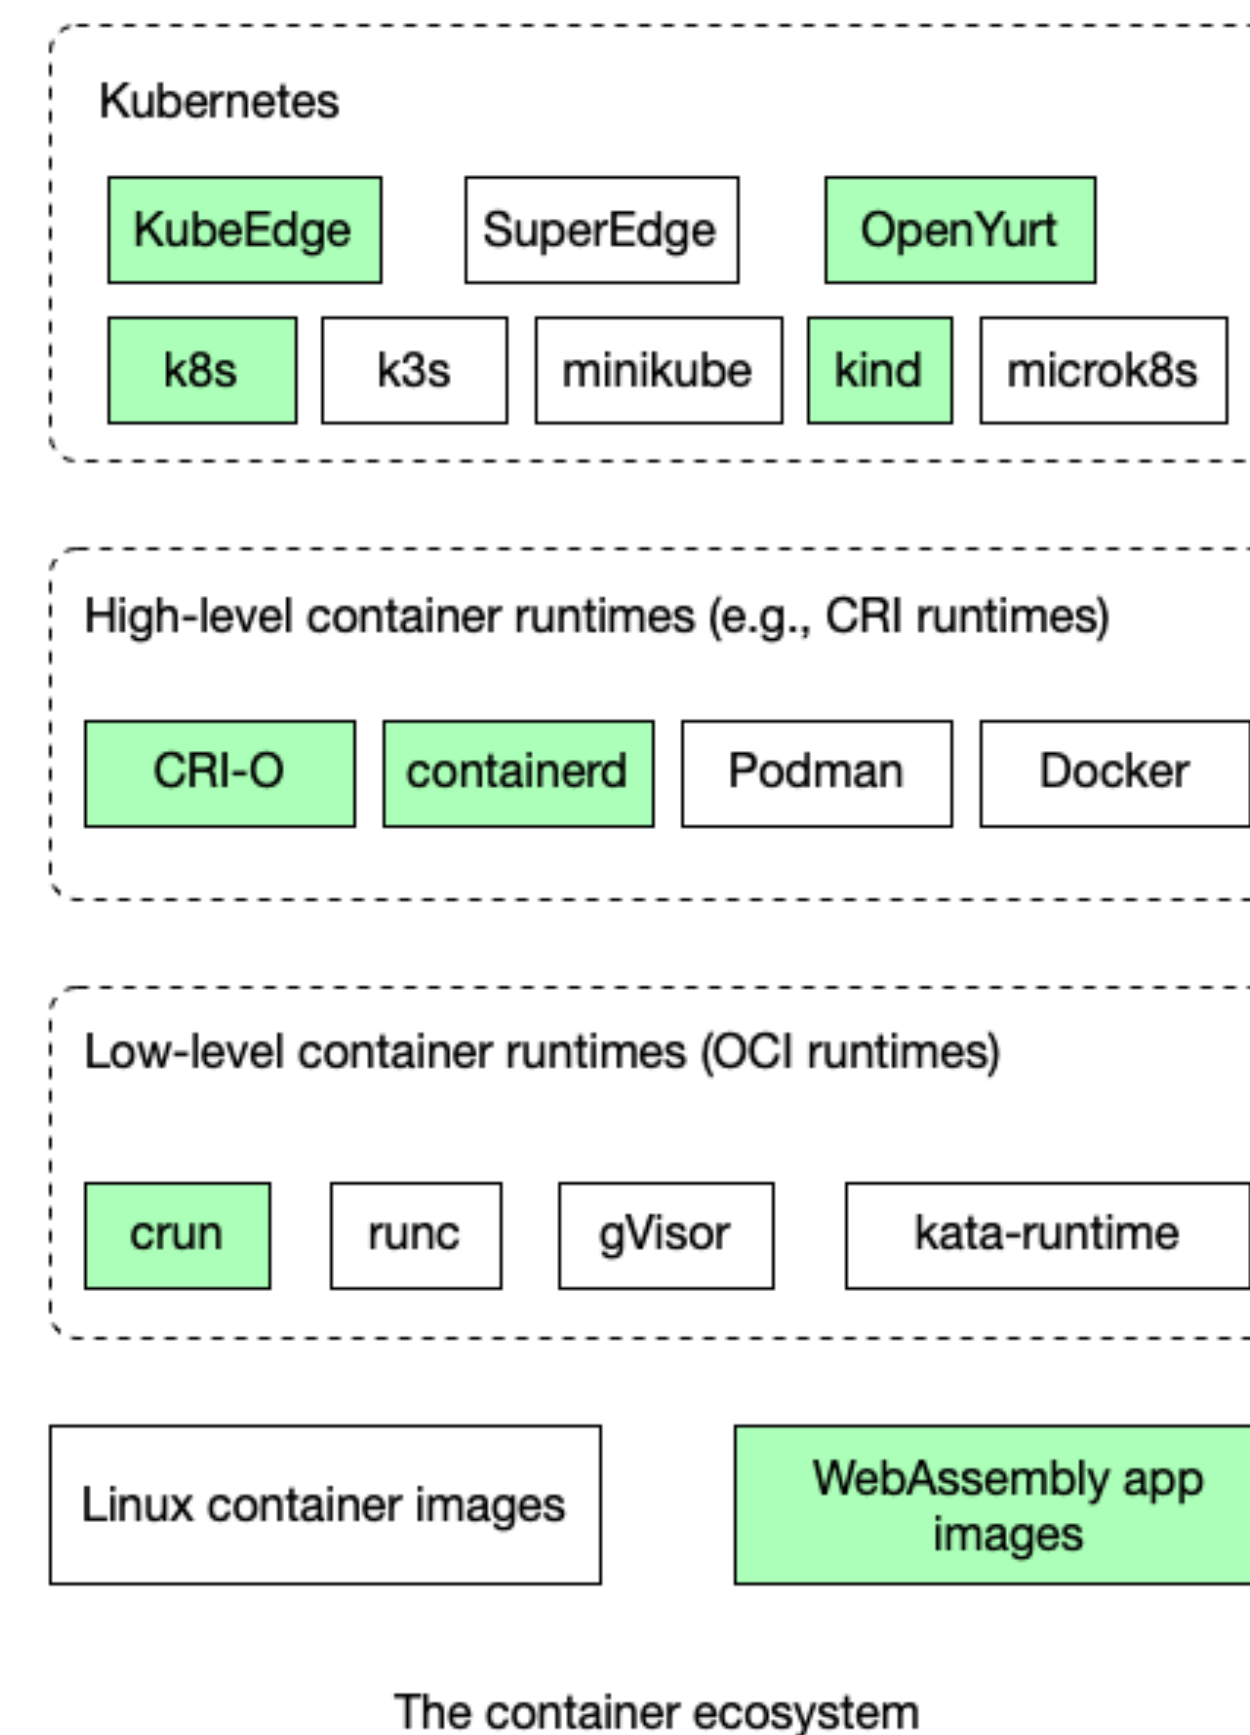 Kubernetes
KubeEdge SuperEdge OpenYurt
k8s k3s minikube kind microk8s
High-level container runtimes (e.g., CRI runtimes)
CRI-O containerd Podman Docker
Low-level container runtimes (OCI runtimes)
crun runc gVisor kata-runtime
Linux container images
WebAssembly app
images
The container ecosystem